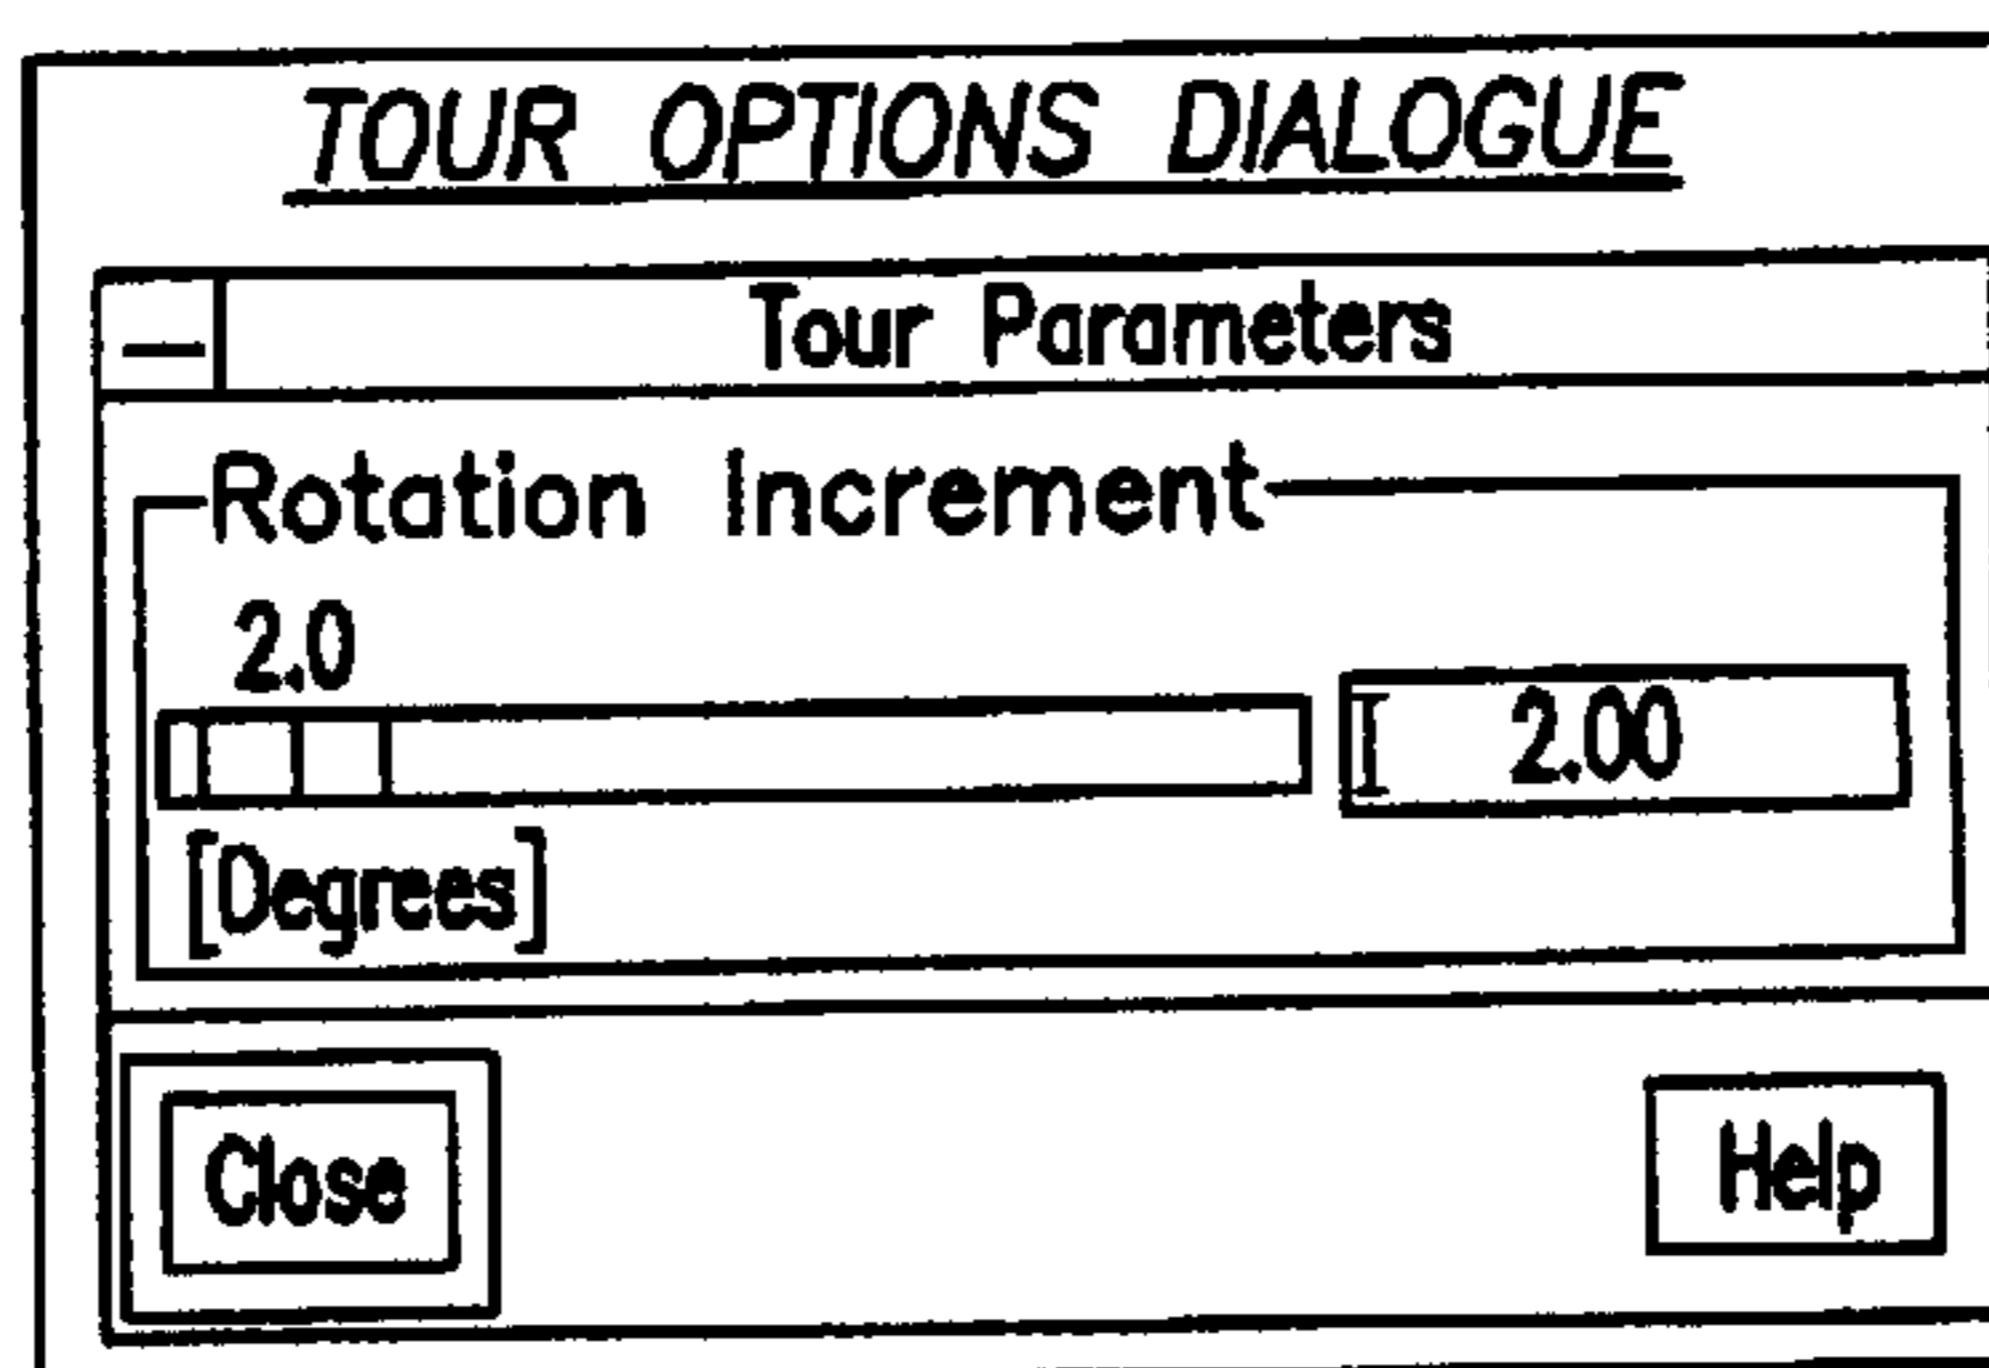 TOUR OPTIONS DIALOGUE
Tour Parameters
Rotation Increment
2.0
2.00
[Degrees]
Close
Help